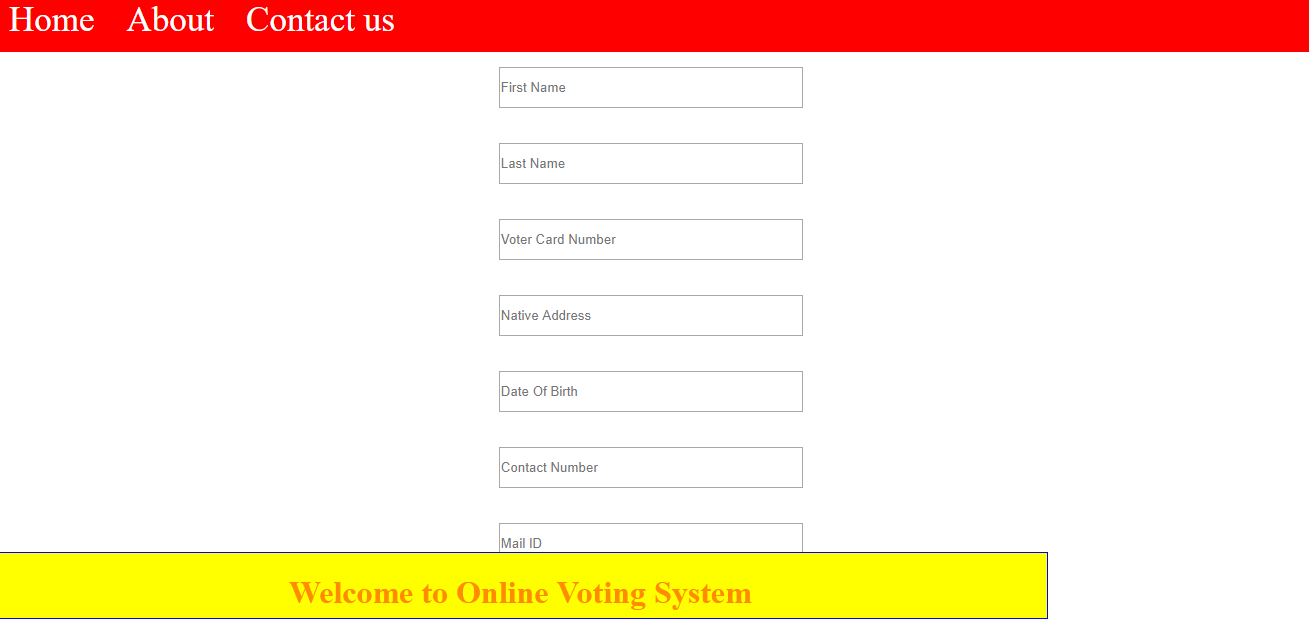 Home About Contact us
First Name
Last Name
Voter Card Number
Native Address
Date Of Birth
Contact Number
Mail ID
Welcome to Online Voting System